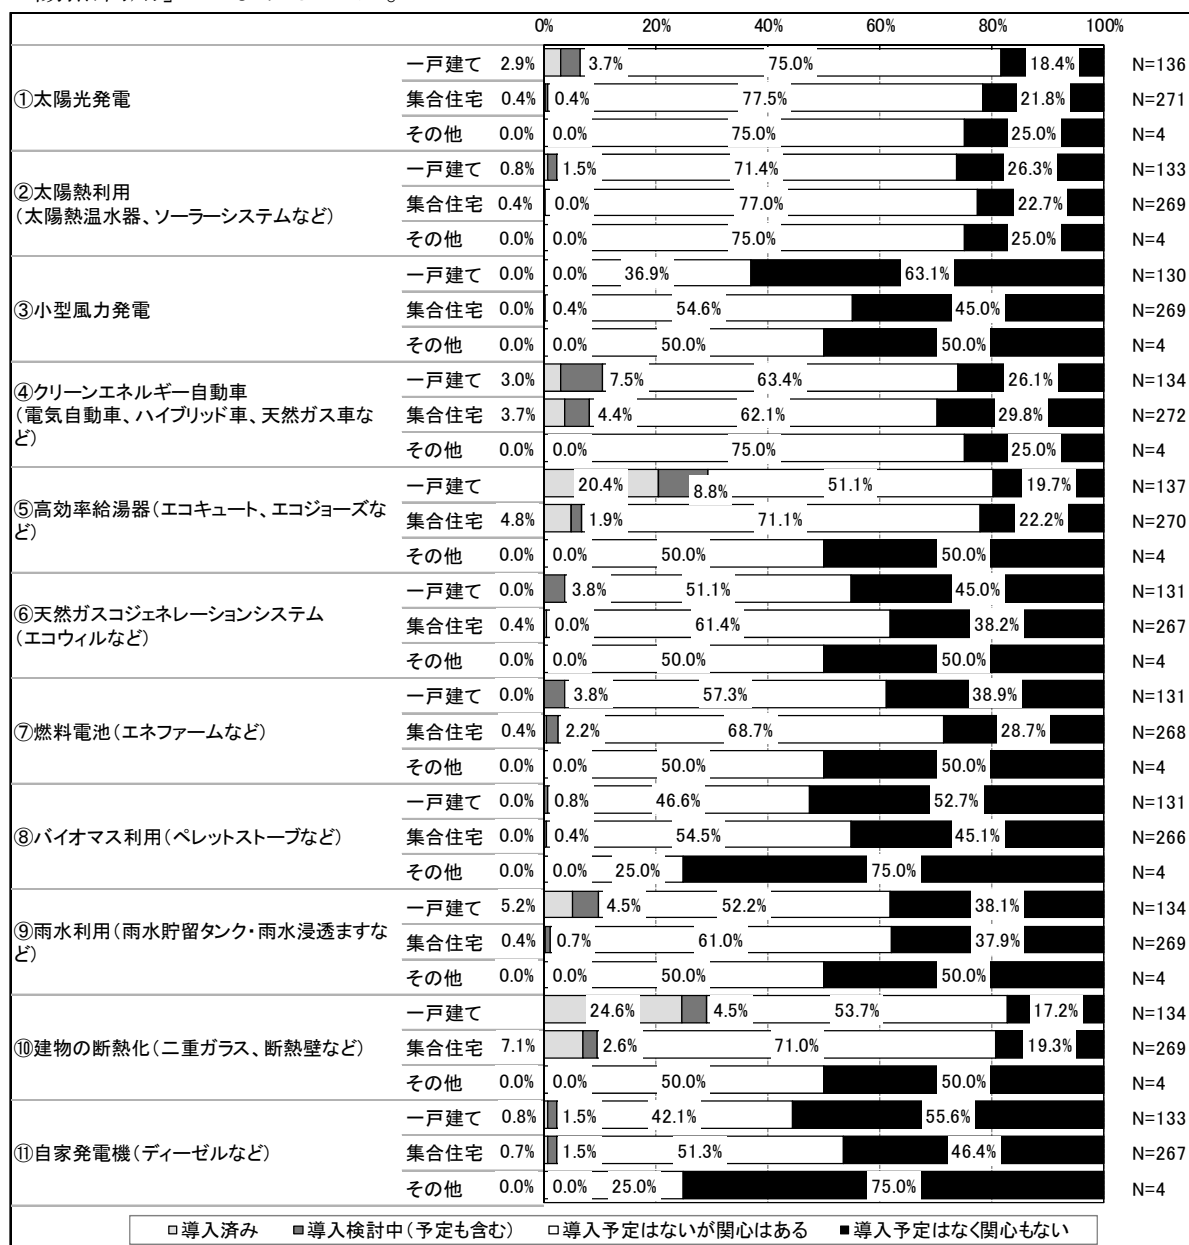 0% 20% 40% 60% 80% 100%
①太陽光発電
一戸建て 2.9% 3.7% 75.0% 18.4% N=136
集合住宅 0.4% 0.4% 77.5% 21.8% N=271
その他 0.0% 0.0% 75.0% 25.0% N=4
②太陽熱利用
(太陽熱温水器、ソーラーシステムなど)
一戸建て 0.8% 1.5% 71.4% 26.3% N=133
集合住宅 0.4% 0.0% 77.0% 22.7% N=269
その他 0.0% 0.0% 75.0% 25.0% N=4
③小型風力発電
一戸建て 0.0% 0.0% 36.9% 63.1% N=130
集合住宅 0.0% 0.4% 54.6% 45.0% N=269
その他 0.0% 0.0% 50.0% 50.0% N=4
④クリーンエネルギー自動車
(電気自動車、ハイブリッド車、天然ガス車な
ど)
一戸建て 3.0% 7.5% 63.4% 26.1% N=134
集合住宅 3.7% 4.4% 62.1% 29.8% N=272
その他 0.0% 0.0% 75.0% 25.0% N=4
⑤高効率給湯器(エコキュート、エコジョーズな
ど)
一戸建て 20.4% 8.8% 51.1% 19.7% N=137
集合住宅 4.8% 1.9% 71.1% 22.2% N=270
その他 0.0% 0.0% 50.0% 50.0% N=4
⑥天然ガスコジェネレーションシステム
(エコウィルなど)
一戸建て 0.0% 3.8% 51.1% 45.0% N=131
集合住宅 0.4% 0.0% 61.4% 38.2% N=267
その他 0.0% 0.0% 50.0% 50.0% N=4
⑦燃料電池(エネファームなど)
一戸建て 0.0% 3.8% 57.3% 38.9% N=131
集合住宅 0.4% 2.2% 68.7% 28.7% N=268
その他 0.0% 0.0% 50.0% 50.0% N=4
⑧バイオマス利用(ペレットストーブなど)
一戸建て 0.0% 0.8% 46.6% 52.7% N=131
集合住宅 0.0% 0.4% 54.5% 45.1% N=266
その他 0.0% 0.0% 25.0% 75.0% N=4
⑨雨水利用(雨水貯留タンク・雨水浸透ますな
ど)
一戸建て 5.2% 4.5% 52.2% 38.1% N=134
集合住宅 0.4% 0.7% 61.0% 37.9% N=269
その他 0.0% 0.0% 50.0% 50.0% N=4
⑩建物の断熱化(二重ガラス、断熱壁など)
一戸建て 24.6% 4.5% 53.7% 17.2% N=134
集合住宅 7.1% 2.6% 71.0% 19.3% N=269
その他 0.0% 0.0% 50.0% 50.0% N=4
⑪自家発電機(ディーゼルなど)
一戸建て 0.8% 1.5% 42.1% 55.6% N=133
集合住宅 0.7% 1.5% 51.3% 46.4% N=267
その他 0.0% 0.0% 25.0% 75.0% N=4
導入済み 導入検討中(予定も含む) 導入予定はないが関心はある 導入予定はなく関心もない